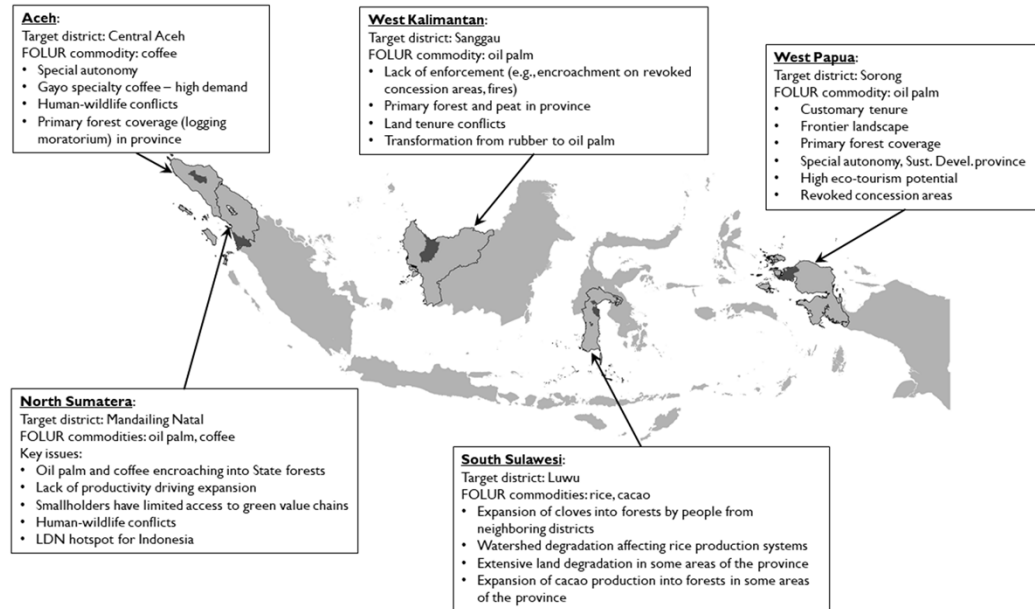 Aceh:
Target district: Central Aceh
FOLUR commodity: coffee
• Special autonomy
• Gayo specialty coffee – high demand
• Human-wildlife conflicts
• Primary forest coverage (logging
moratorium) in province
West Kalimantan:
Target district: Sanggau
FOLUR commodity: oil palm
• Lack of enforcement (e.g., encroachment on revoked
concession areas, fires)
• Primary forest and peat in province
• Land tenure conflicts
• Transformation from rubber to oil palm
West Papua:
Target district: Sorong
FOLUR commodity: oil palm
• Customary tenure
• Frontier landscape
• Primary forest coverage
• Special autonomy, Sust. Devel. province
• High eco-tourism potential
• Revoked concession areas
North Sumatera:
Target district: Mandailing Natal
FOLUR commodities: oil palm, coffee
Key issues:
• Oil palm and coffee encroaching into State forests
• Lack of productivity driving expansion
• Smallholders have limited access to green value chains
• Human-wildlife conflicts
• LDN hotspot for Indonesia
South Sulawesi:
Target district: Luwu
FOLUR commodities: rice, cacao
• Expansion of cloves into forests by people from
neighboring districts
• Watershed degradation affecting rice production systems
• Extensive land degradation in some areas of the province
• Expansion of cacao production into forests in some areas
of the province